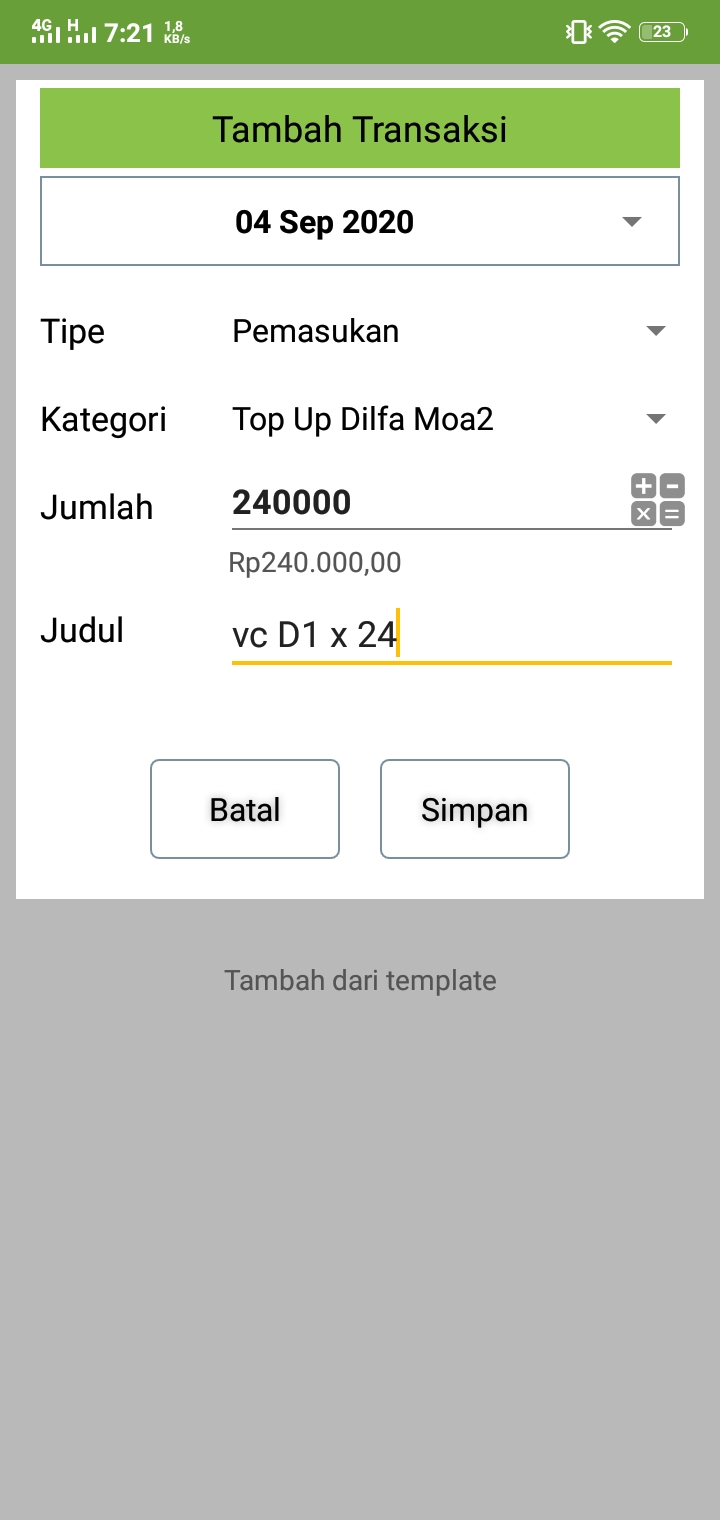 4G H 7:21 1,8 KB/s 23
Tambah Transaksi
04 Sep 2020
Tipe Pemasukan
Kategori Top Up Dilfa Moa2
Jumlah 240000
Rp240.000,00
Judul vc D1 x 24
Batal Simpan
Tambah dari template